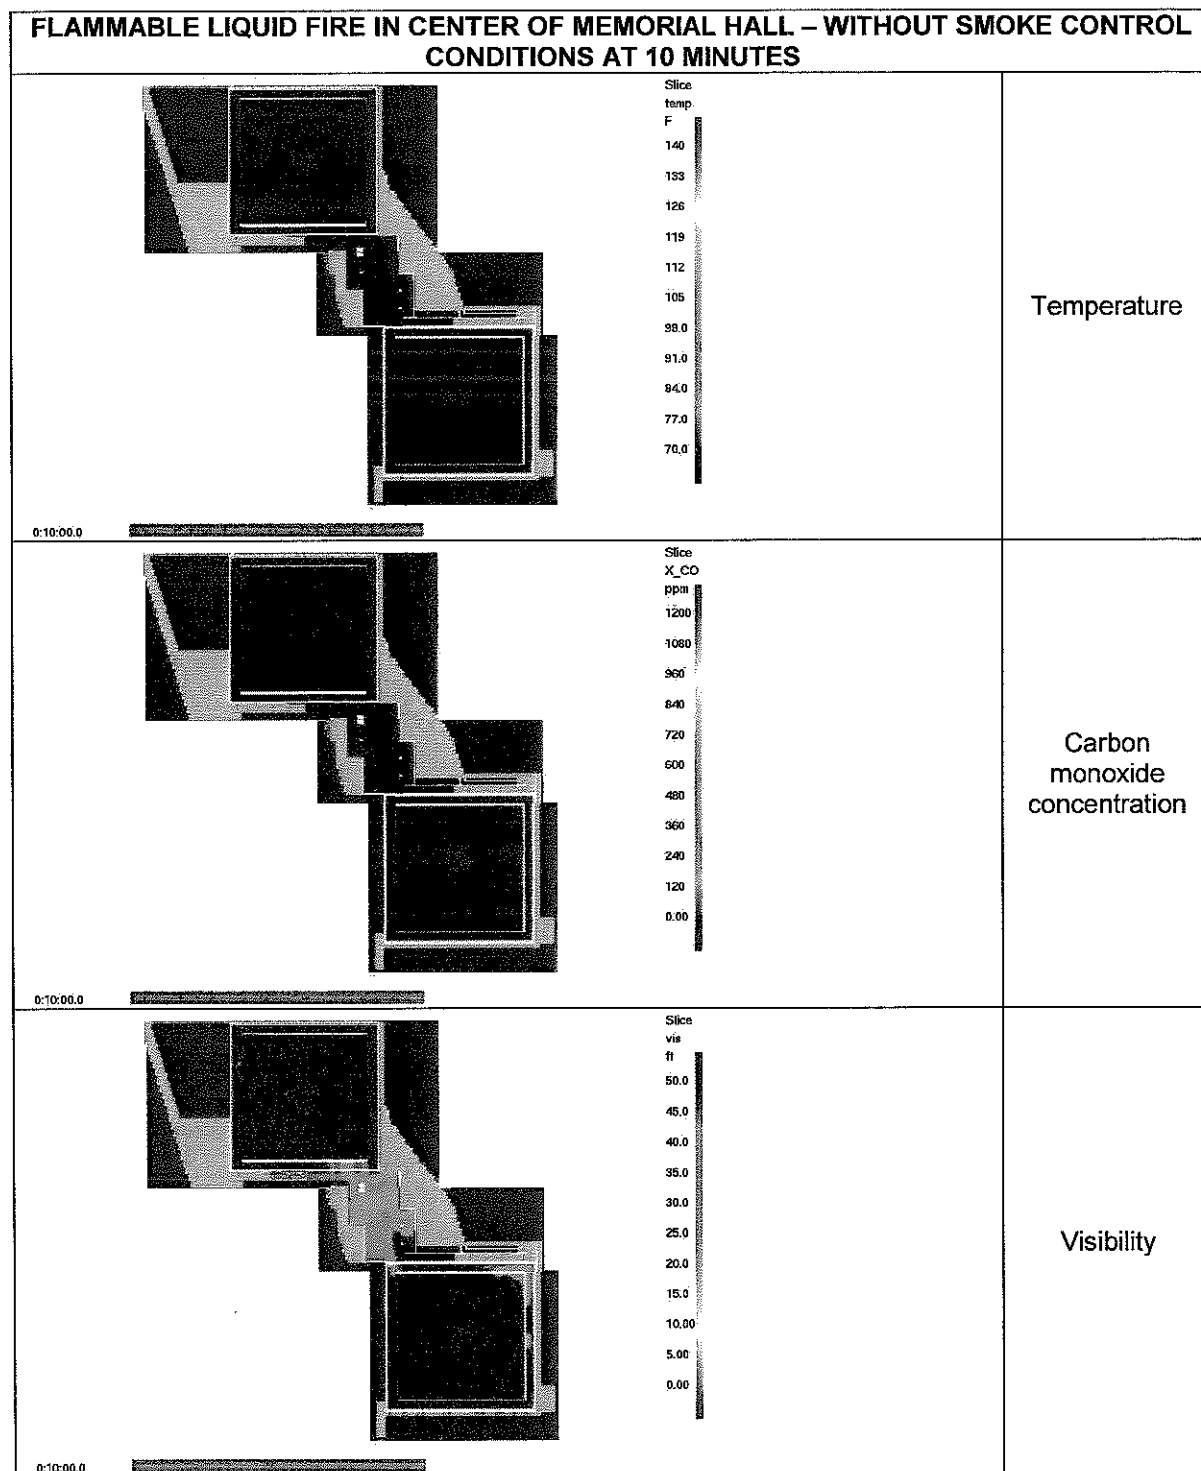 FLAMMABLE LIQUID FIRE IN CENTER OF MEMORIAL HALL – WITHOUT SMOKE CONTROL
CONDITIONS AT 10 MINUTES
Slice
temp
F
140
133
126
119
112
105
98.0
91.0
84.0
77.0
70.0
0:10:00.0
Temperature
Slice
X_CO
ppm
1200
1080
960
840
720
600
480
360
240
120
0.00
0:10:00.0
Carbon
monoxide
concentration
Slice
vis
ft
50.0
45.0
40.0
35.0
30.0
25.0
20.0
15.0
10.00
5.00
0.00
0:10:00.0
Visibility